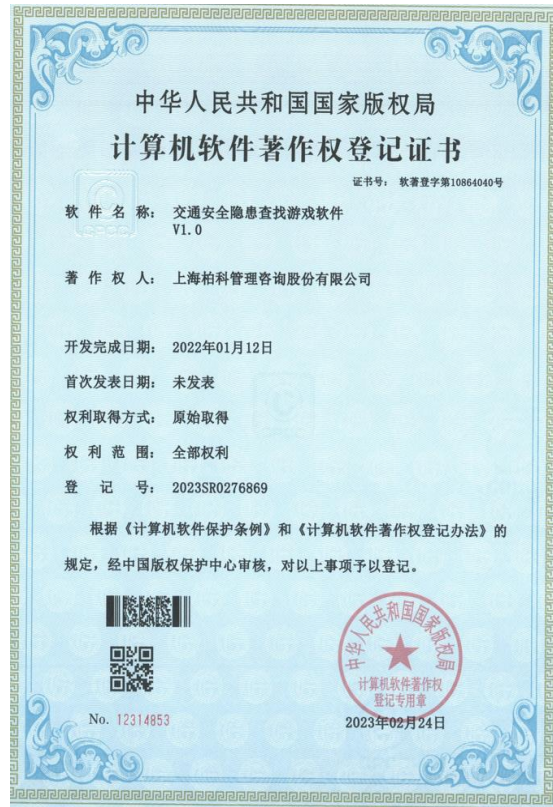 中华人民共和国国家版权局
计算机软件著作权登记证书
证书号： 软著登字第10864040号
软件名称： 交通安全隐患查找游戏软件
V1.0
著作权人： 上海柏科管理咨询股份有限公司
开发完成日期： 2022年01月12日
首次发表日期： 未发表
权利取得方式： 原始取得
权利范围： 全部权利
登记号： 2023SR0276869
根据《计算机软件保护条例》和《计算机软件著作权登记办法》的
规定，经中国版权保护中心审核，对以上事项予以登记。
中华人民共和国国家版权局
计算机软件著作权
登记专用章
No. 12314853
2023年02月24日